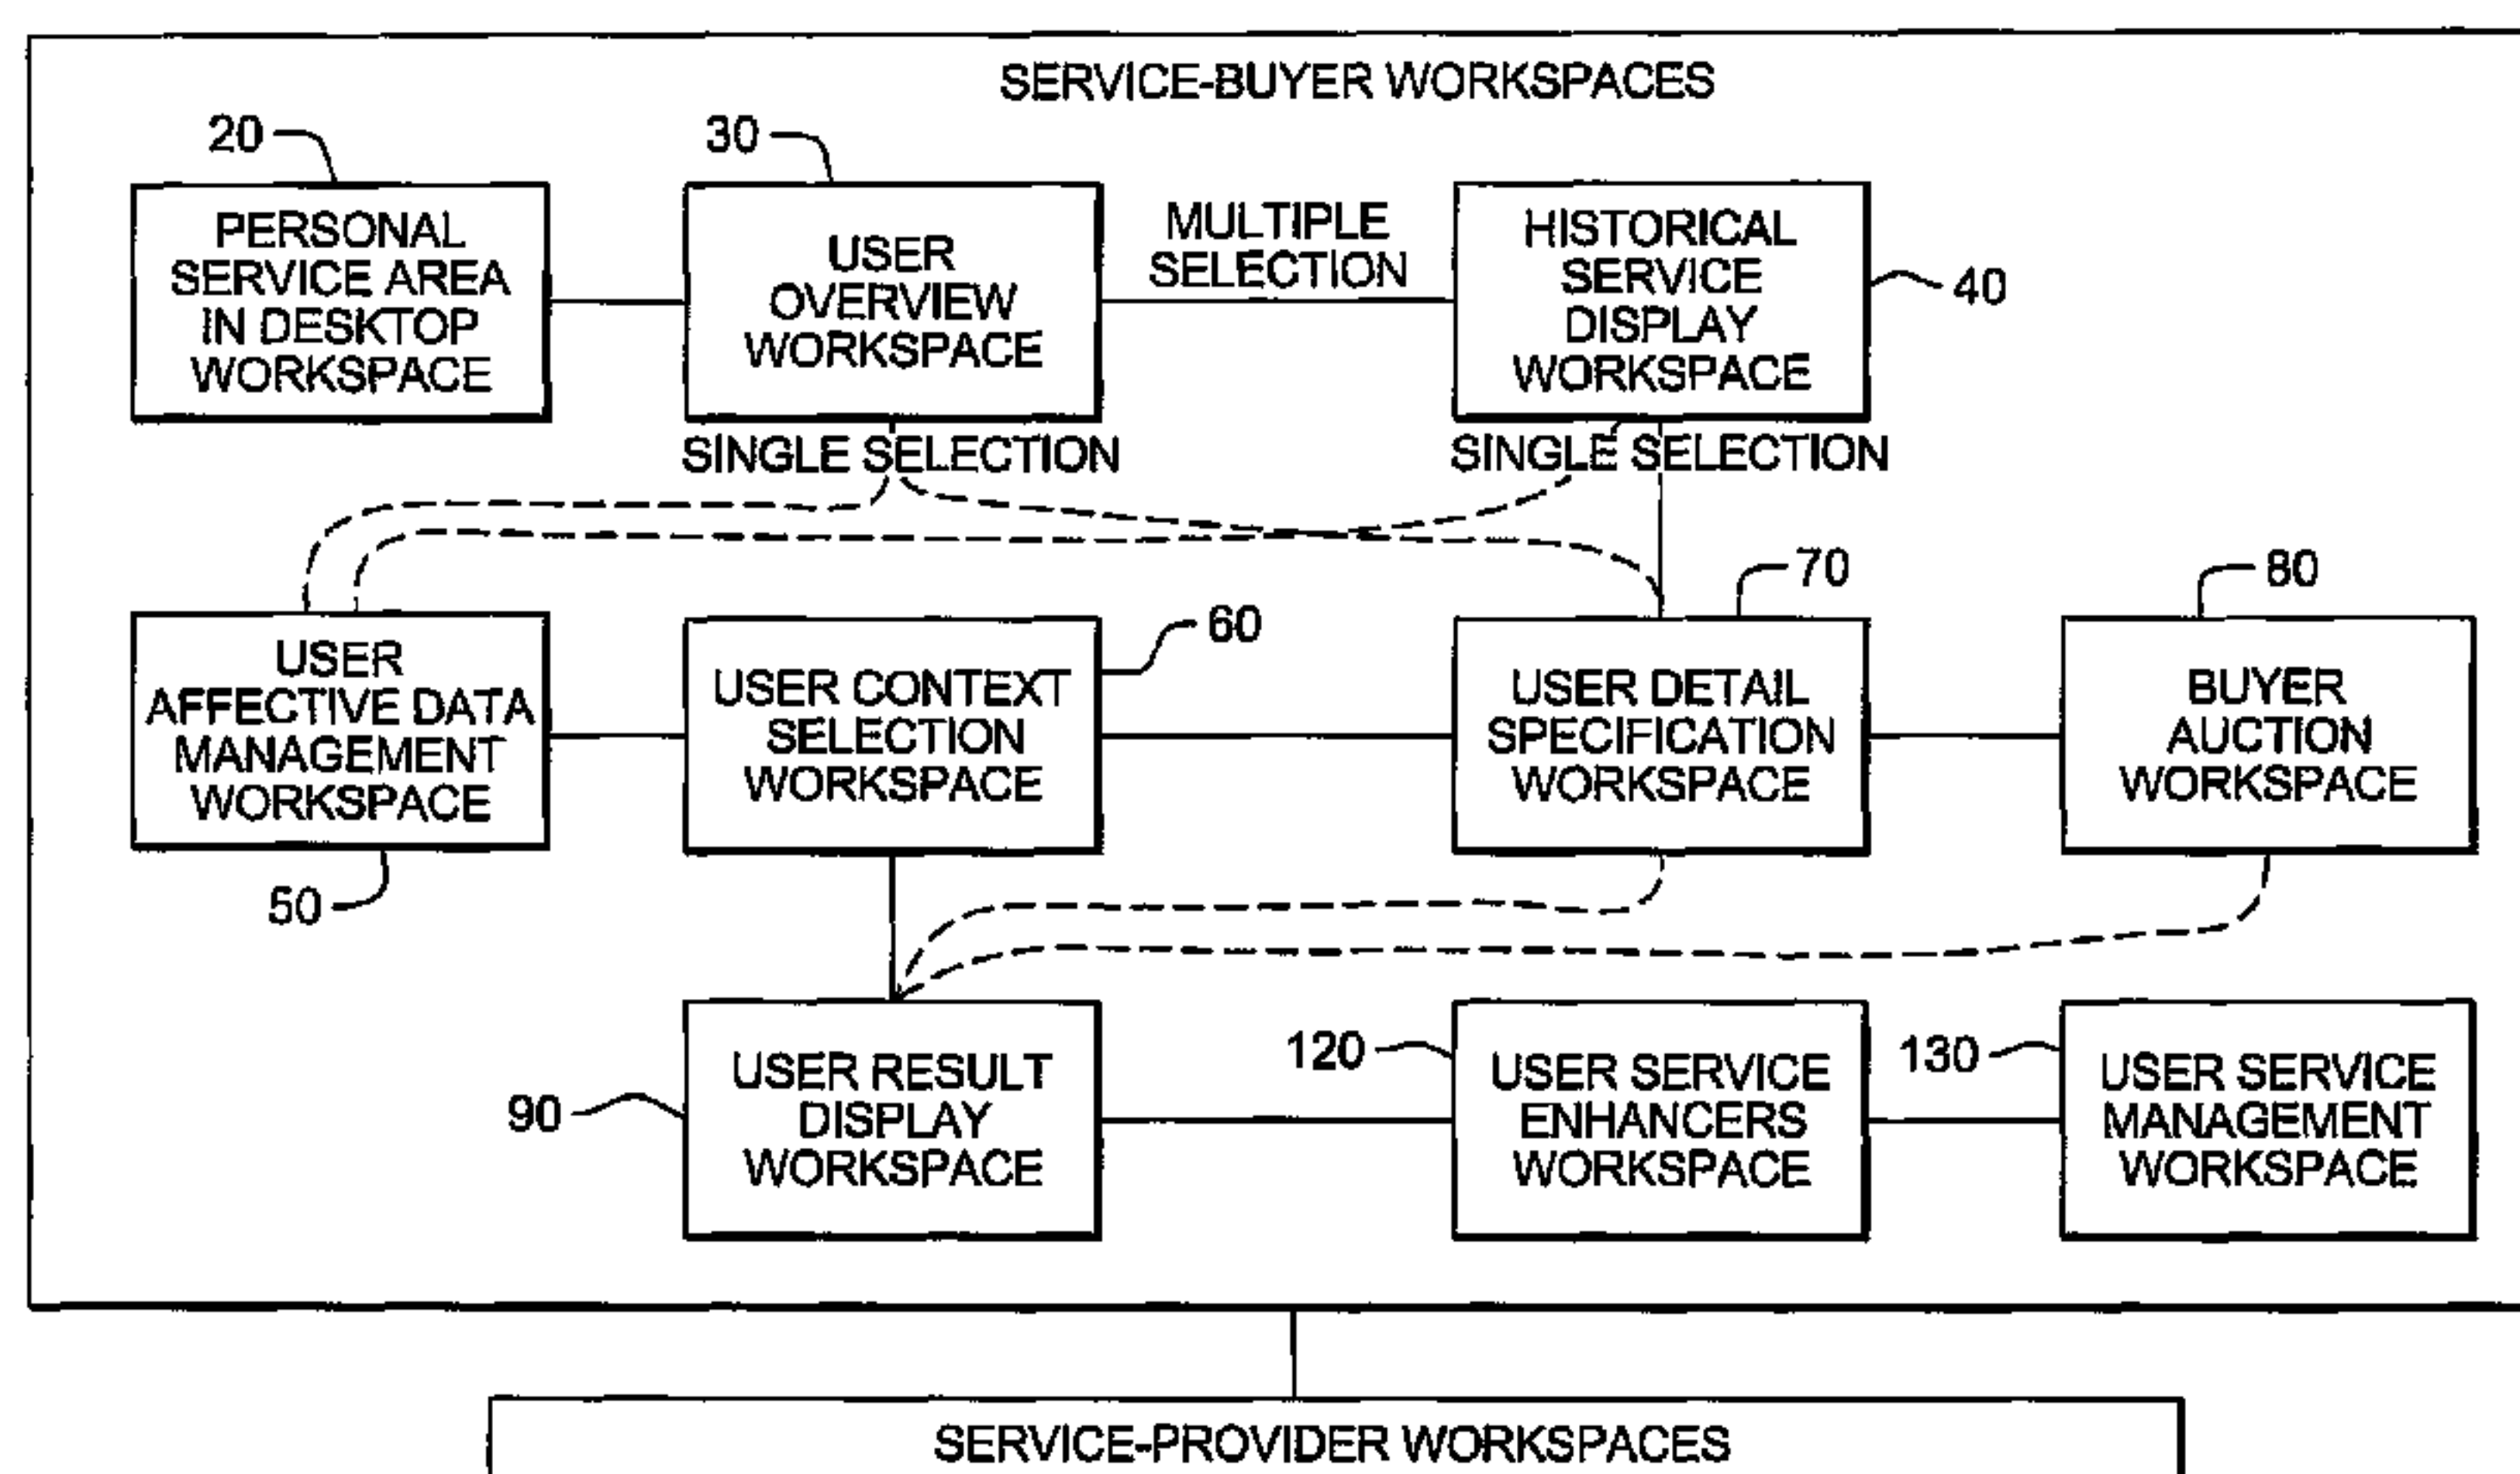 SERVICE-BUYER WORKSPACES
20
30
PERSONAL
SERVICE AREA
IN DESKTOP
WORKSPACE
USER
OVERVIEW
WORKSPACE
MULTIPLE
SELECTION
HISTORICAL
SERVICE
DISPLAY
WORKSPACE
40
SINGLE SELECTION
SINGLE SELECTION
60
70
80
USER
AFFECTIVE DATA
MANAGEMENT
WORKSPACE
USER CONTEXT
SELECTION
WORKSPACE
USER DETAIL
SPECIFICATION
WORKSPACE
BUYER
AUCTION
WORKSPACE
50
90
USER RESULT
DISPLAY
WORKSPACE
120
USER SERVICE
ENHANCERS
WORKSPACE
130
USER SERVICE
MANAGEMENT
WORKSPACE
SERVICE-PROVIDER WORKSPACES